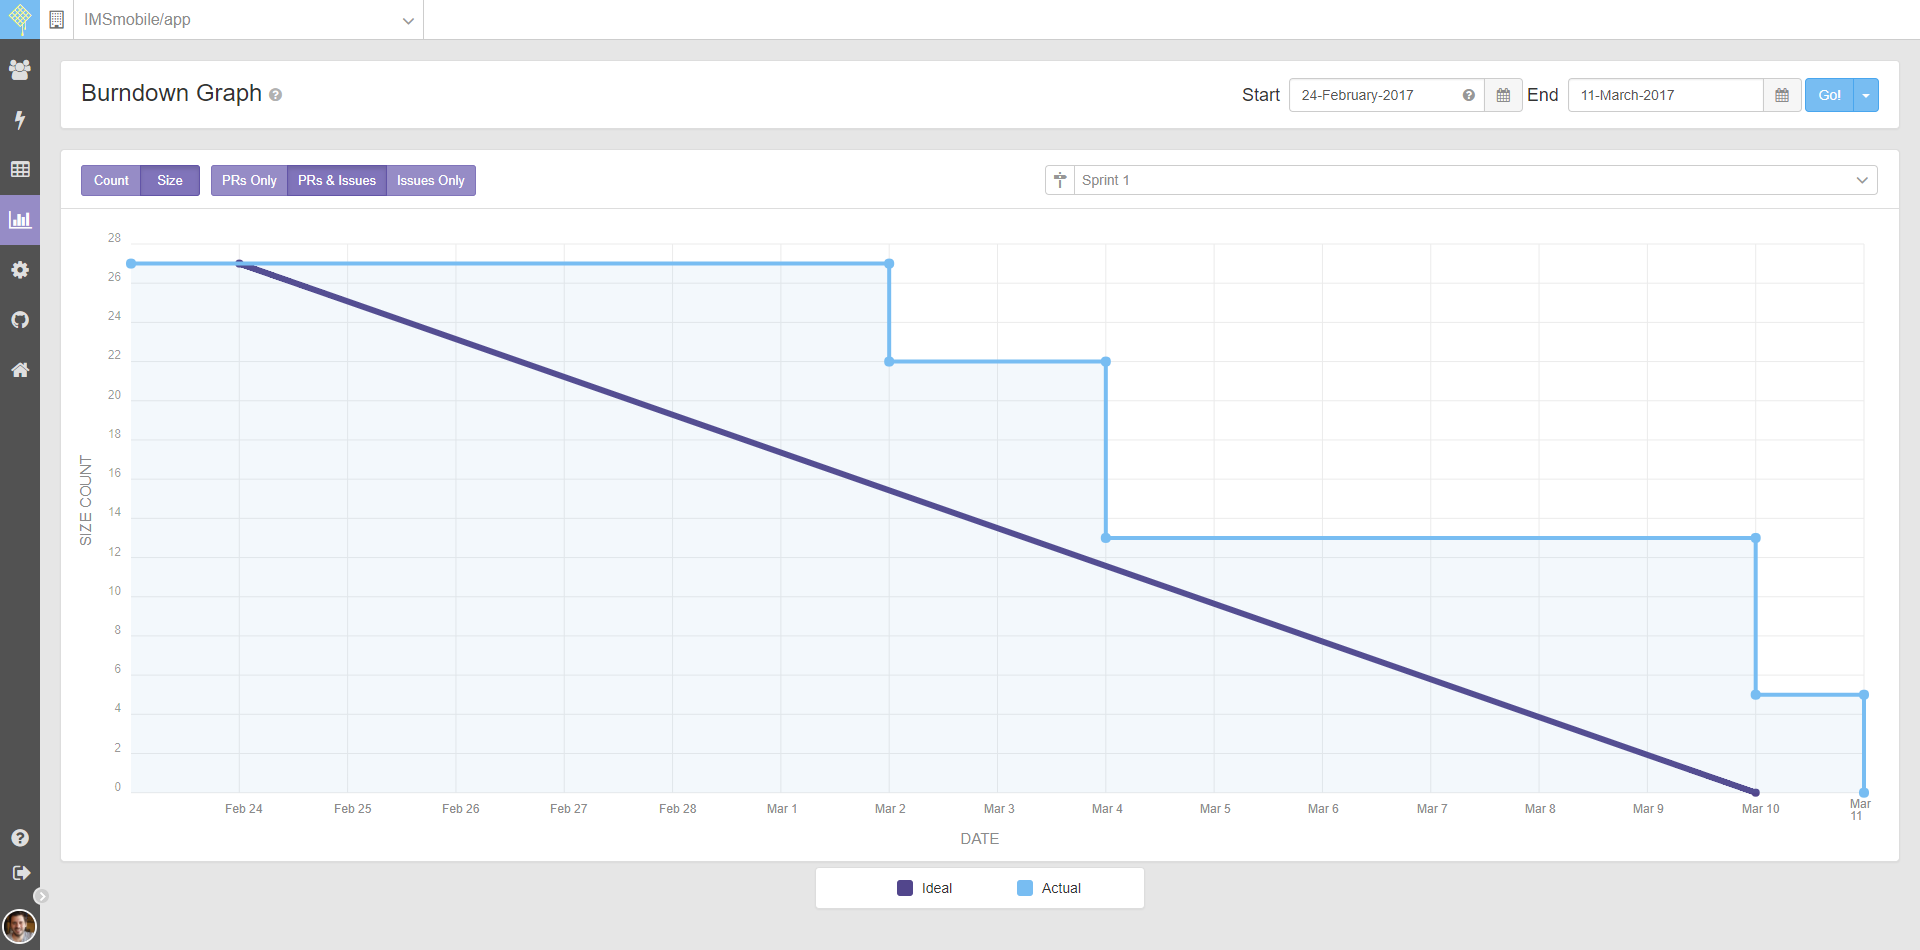 IMSmobile/app
Burndown Graph
Start 24-February-2017 End 11-March-2017 Go!
Count Size PRs Only PRs & Issues Issues Only Sprint 1
28
26
24
22
20
18
16
14
12
10
8
6
4
2
0
SIZE COUNT
Feb 24 Feb 25 Feb 26 Feb 27 Feb 28 Mar 1 Mar 2 Mar 3 Mar 4 Mar 5 Mar 6 Mar 7 Mar 8 Mar 9 Mar 10 Mar 11
DATE
Ideal Actual